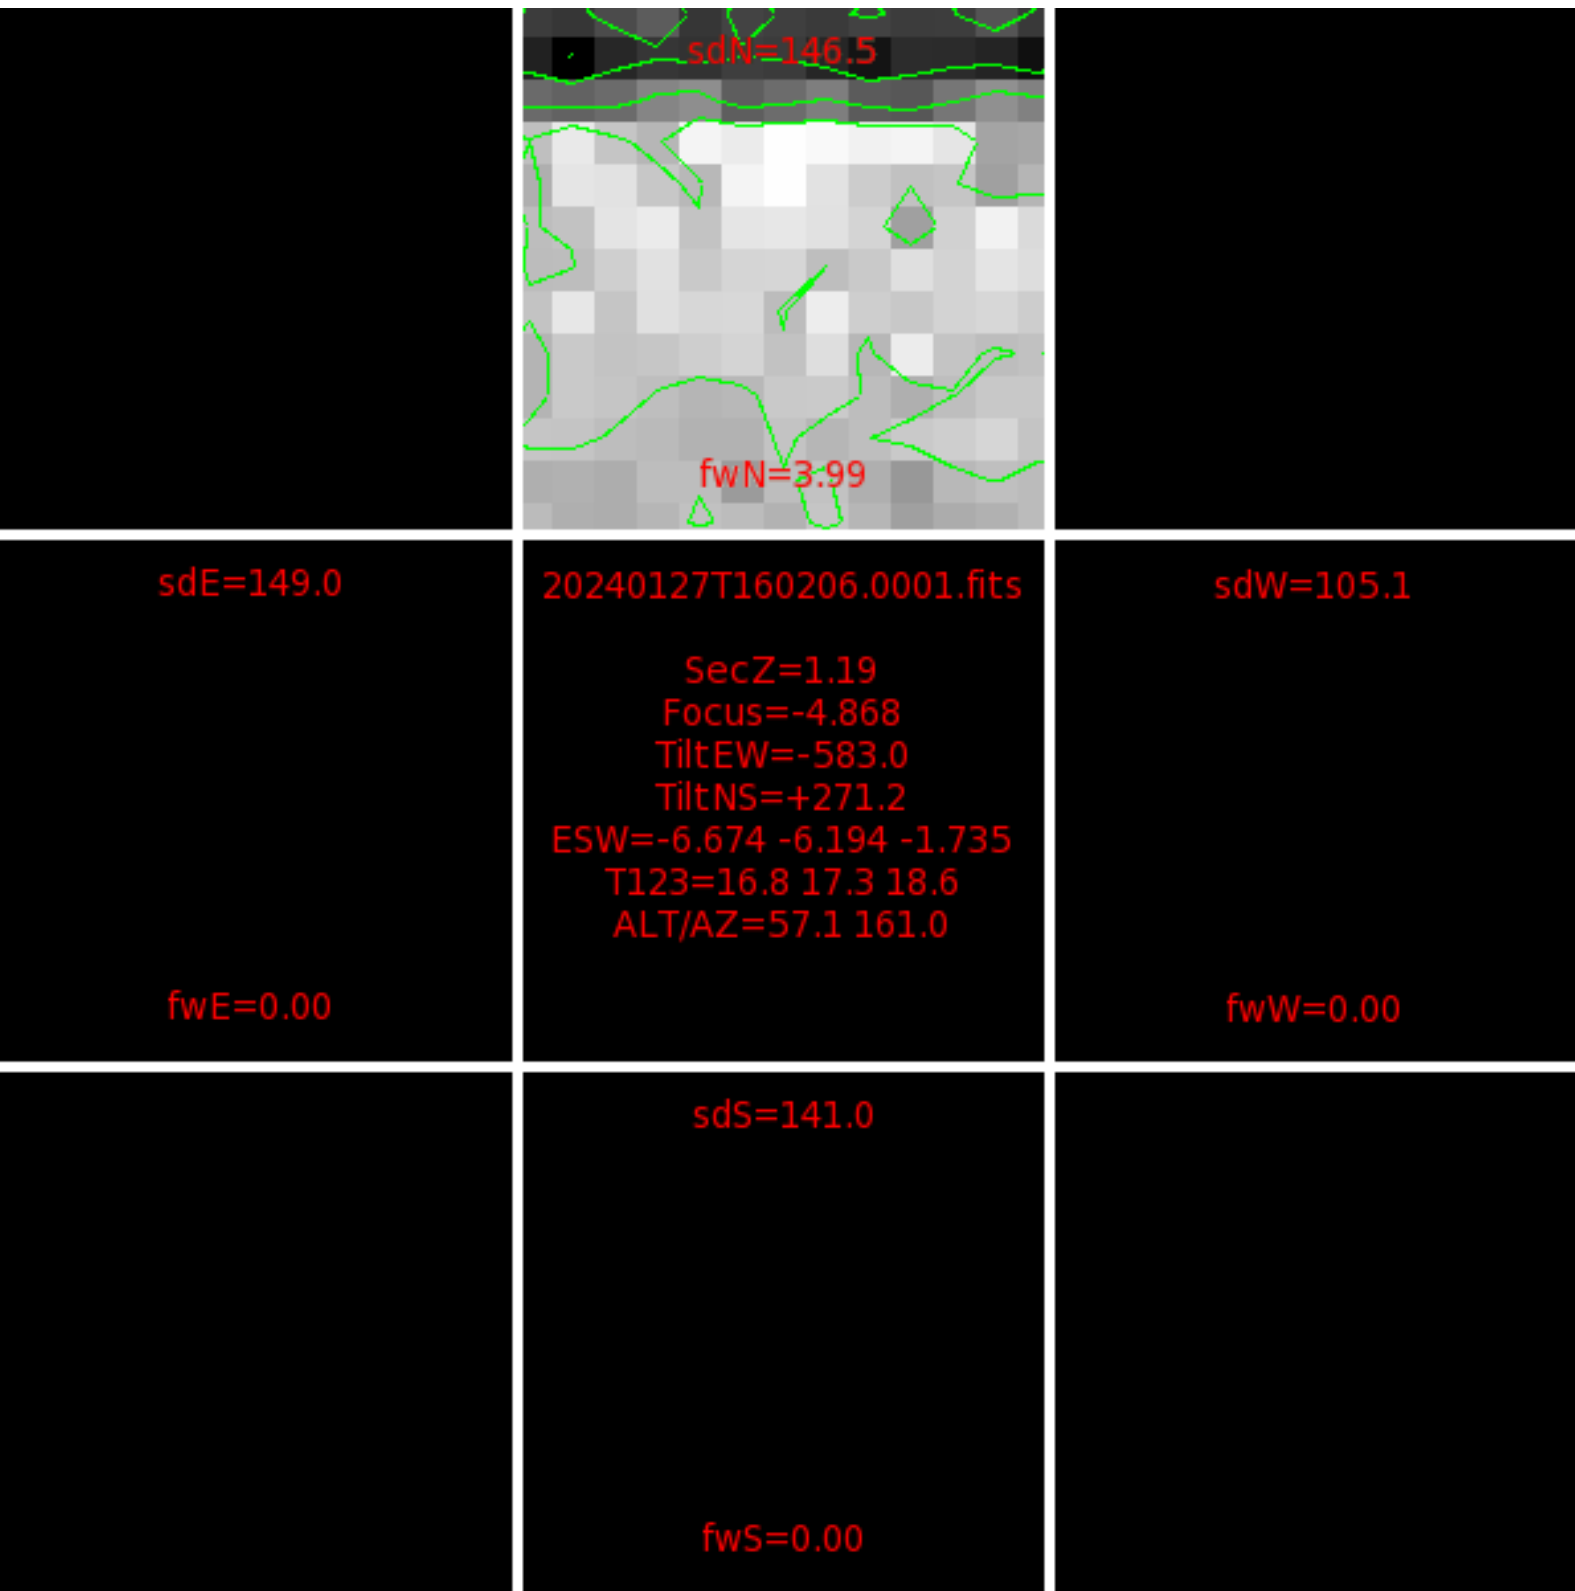 sdN=146.5
fwN=3.99
sdE=149.0
fwE=0.00
20240127T160206.0001.fits
SecZ=1.19
Focus=-4.868
TiltEW=-583.0
TiltNS=+271.2
ESW=-6.674 -6.194 -1.735
T123=16.8 17.3 18.6
ALT/AZ=57.1 161.0
sdW=105.1
fwW=0.00
sdS=141.0
fwS=0.00